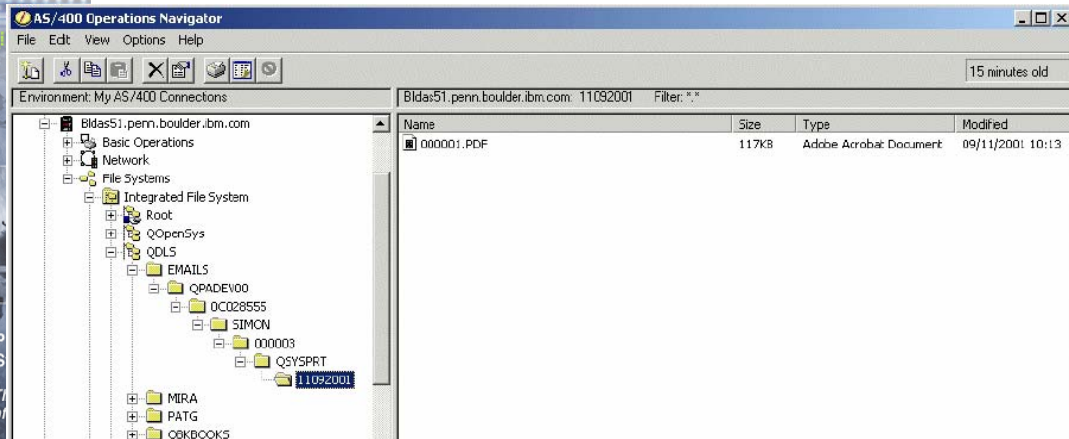 AS/400 Operations Navigator
File Edit View Options Help
15 minutes old
Environment: My AS/400 Connections
Bldas51.penn.boulder.ibm.com: 11092001 Filter: *.*
Bldas51.penn.boulder.ibm.com
Basic Operations
Network
File Systems
Integrated File System
Root
QOpenSys
QDLS
EMAILS
QPADEV00
0C028555
SIMON
000003
QSYSPRT
11092001
MIRA
PATG
QBKBOOKS
Name Size Type Modified
000001.PDF 117KB Adobe Acrobat Document 09/11/2001 10:13